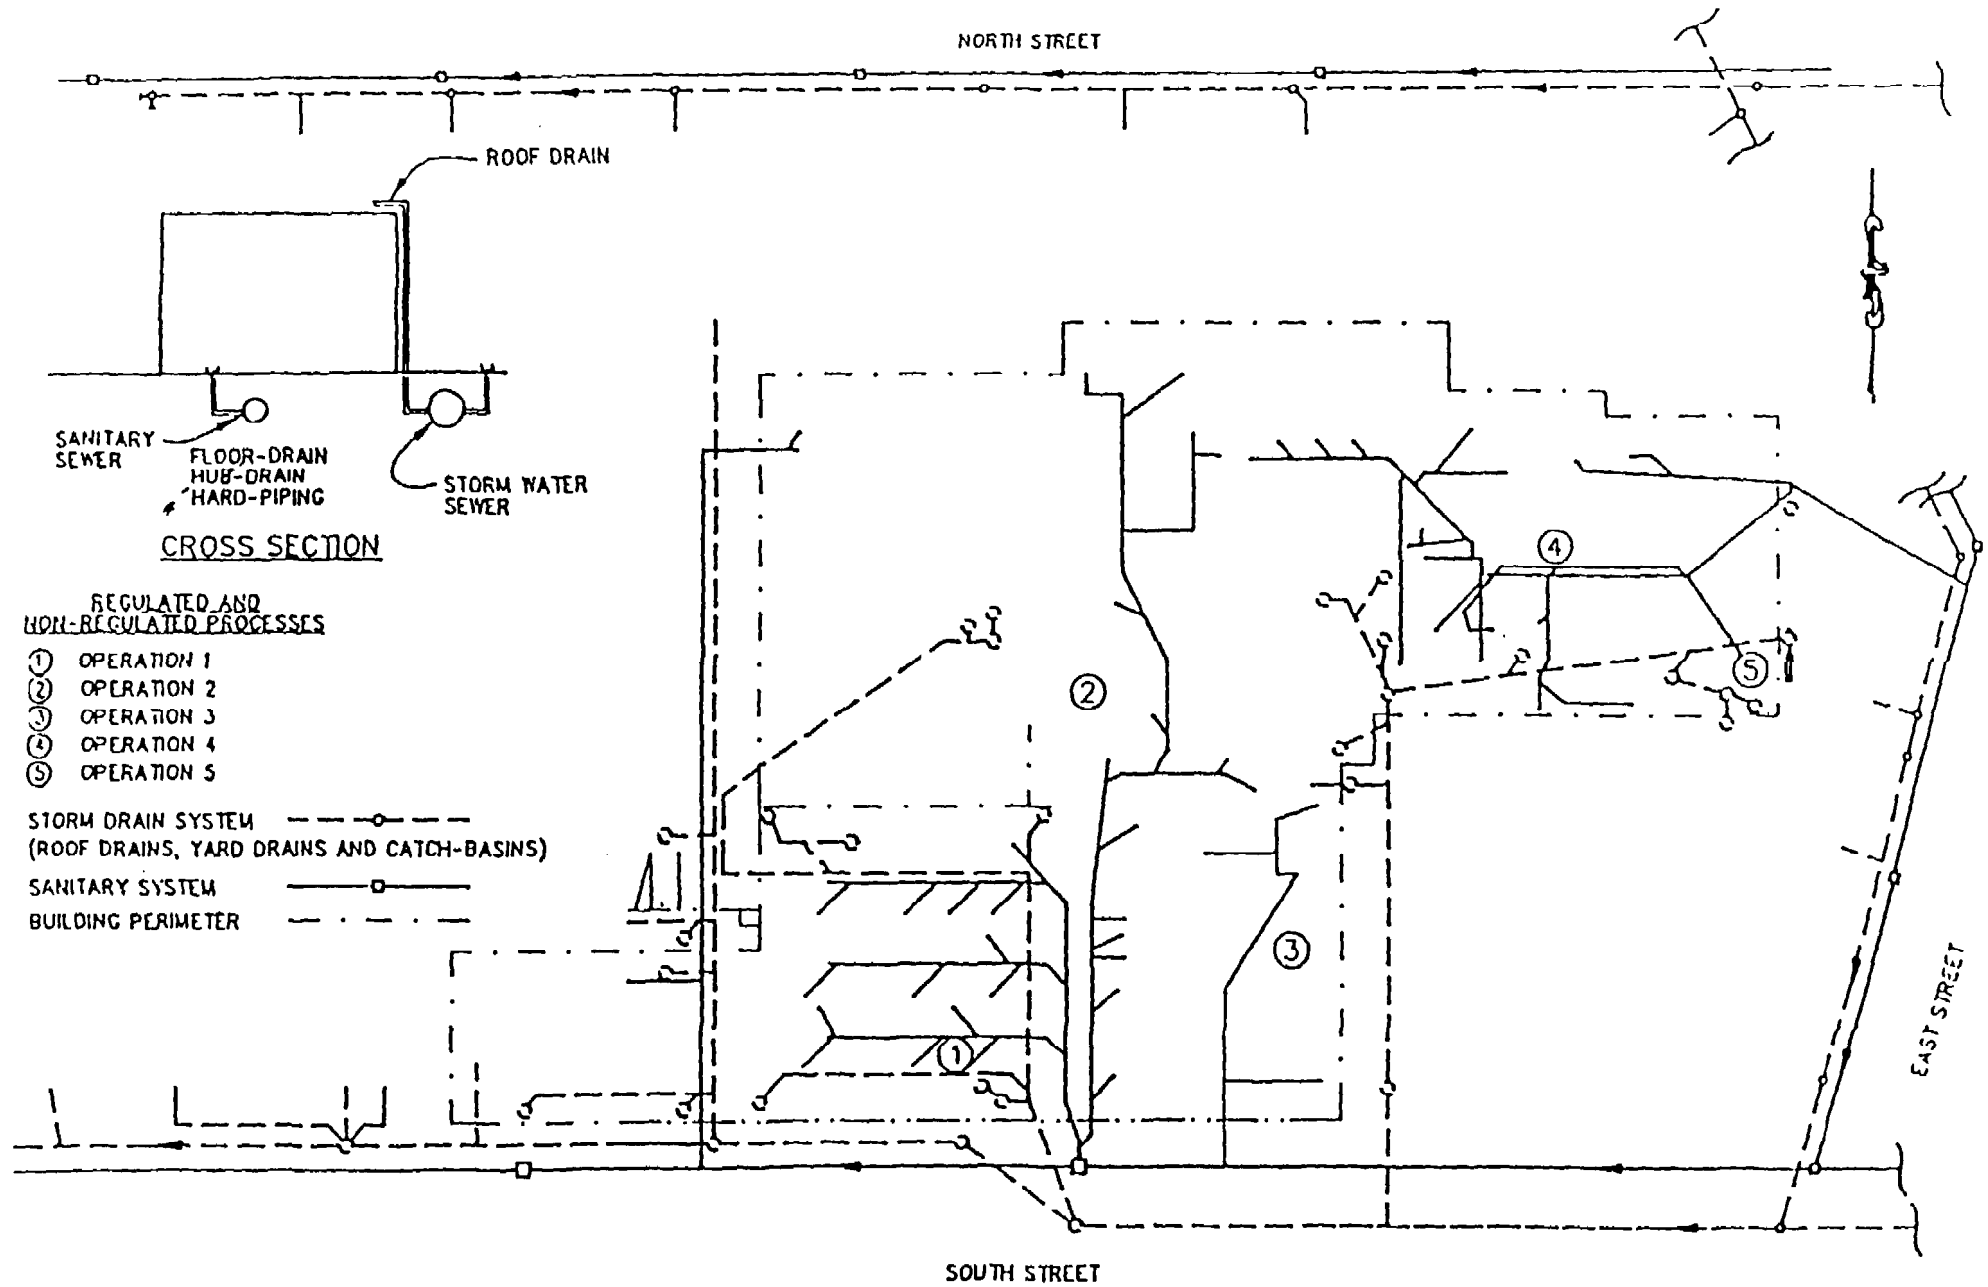 NORTH STREET
ROOF DRAIN
SANITARY
SEWER
FLOOR-DRAIN
HUB-DRAIN
HARD-PIPING
STORM WATER
SEWER
CROSS SECTION
REGULATED AND
NON-REGULATED PROCESSES
1 OPERATION 1
2 OPERATION 2
3 OPERATION 3
4 OPERATION 4
5 OPERATION 5
STORM DRAIN SYSTEM
(ROOF DRAINS, YARD DRAINS AND CATCH-BASINS)
SANITARY SYSTEM
BUILDING PERIMETER
4
2
5
3
1
EAST STREET
SOUTH STREET